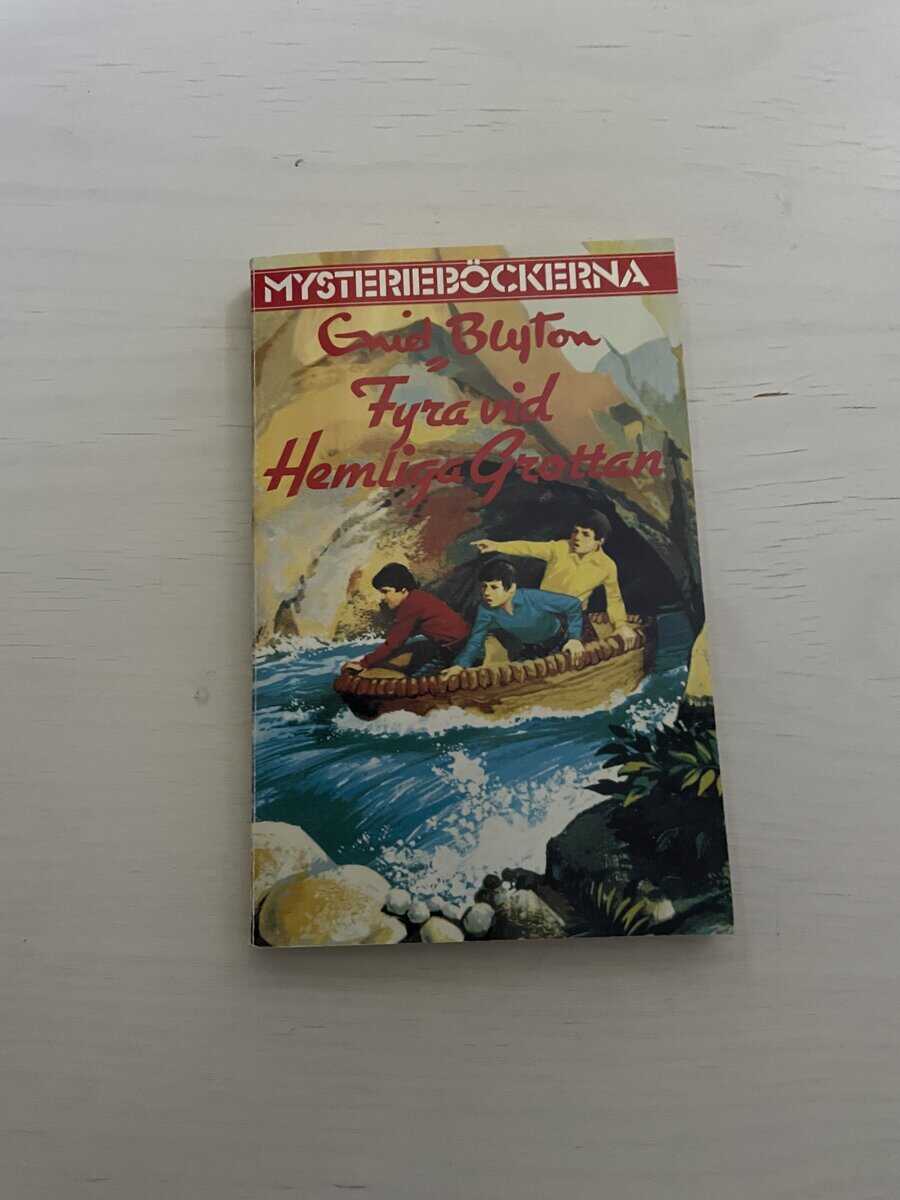 MYSTERIEBÖCKERNA
Enid Blyton
Fyra vid
Hemliga Grottan